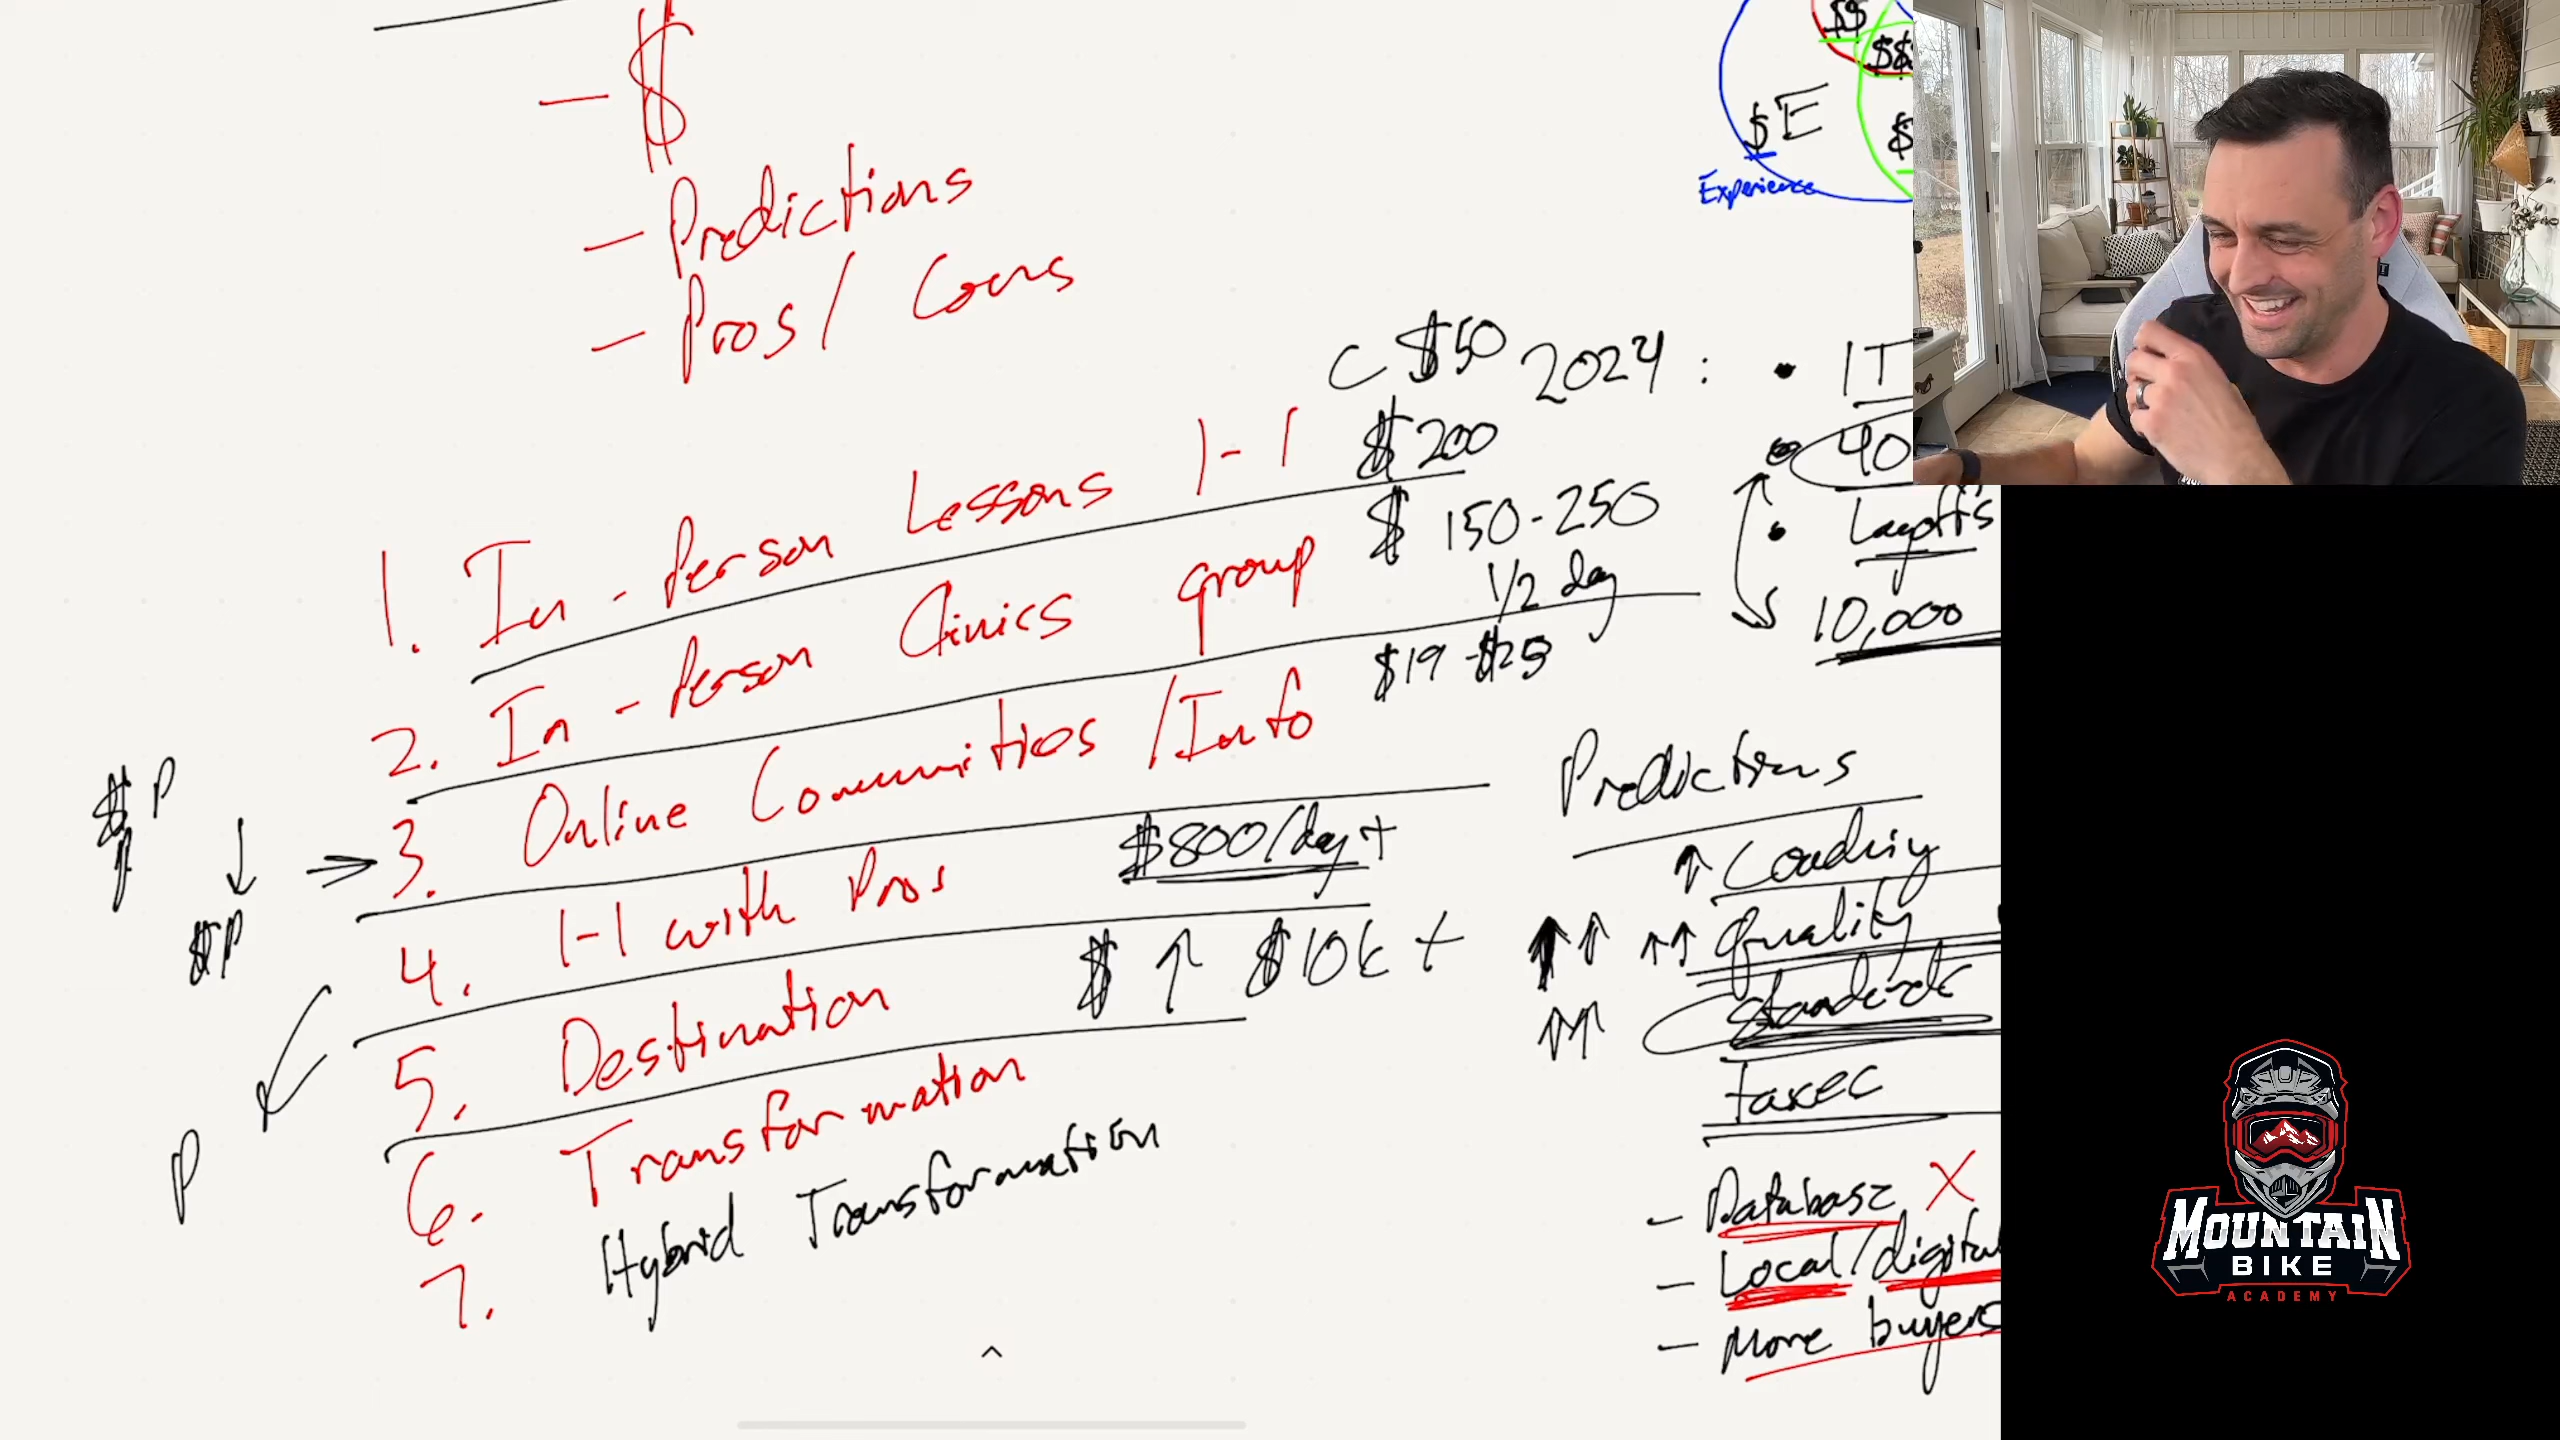 - $
- Predictions
- Pros / Cons
$$
$$$
$E
$
Experience
C $50 2024 : • IT
$200
• 40
1. In-Person Lessons 1-1
$ 150-250
1/2 day
• Layoffs
10,000
2. In-Person Clinics group
$19-$25
3. Online Communities/Info
$P
$P
P
4. 1-1 with Pros $800/day+
5. Destination $ ↑ $10k+
6. Transformation
7. Hybrid Transformation
Predictions
↑ Coaching
↑↑ ↑↑ Quality
↑↑ Standards
taxes
- Database X
- Local/digital
- More buyers
MOUNTAIN
BIKE
ACADEMY